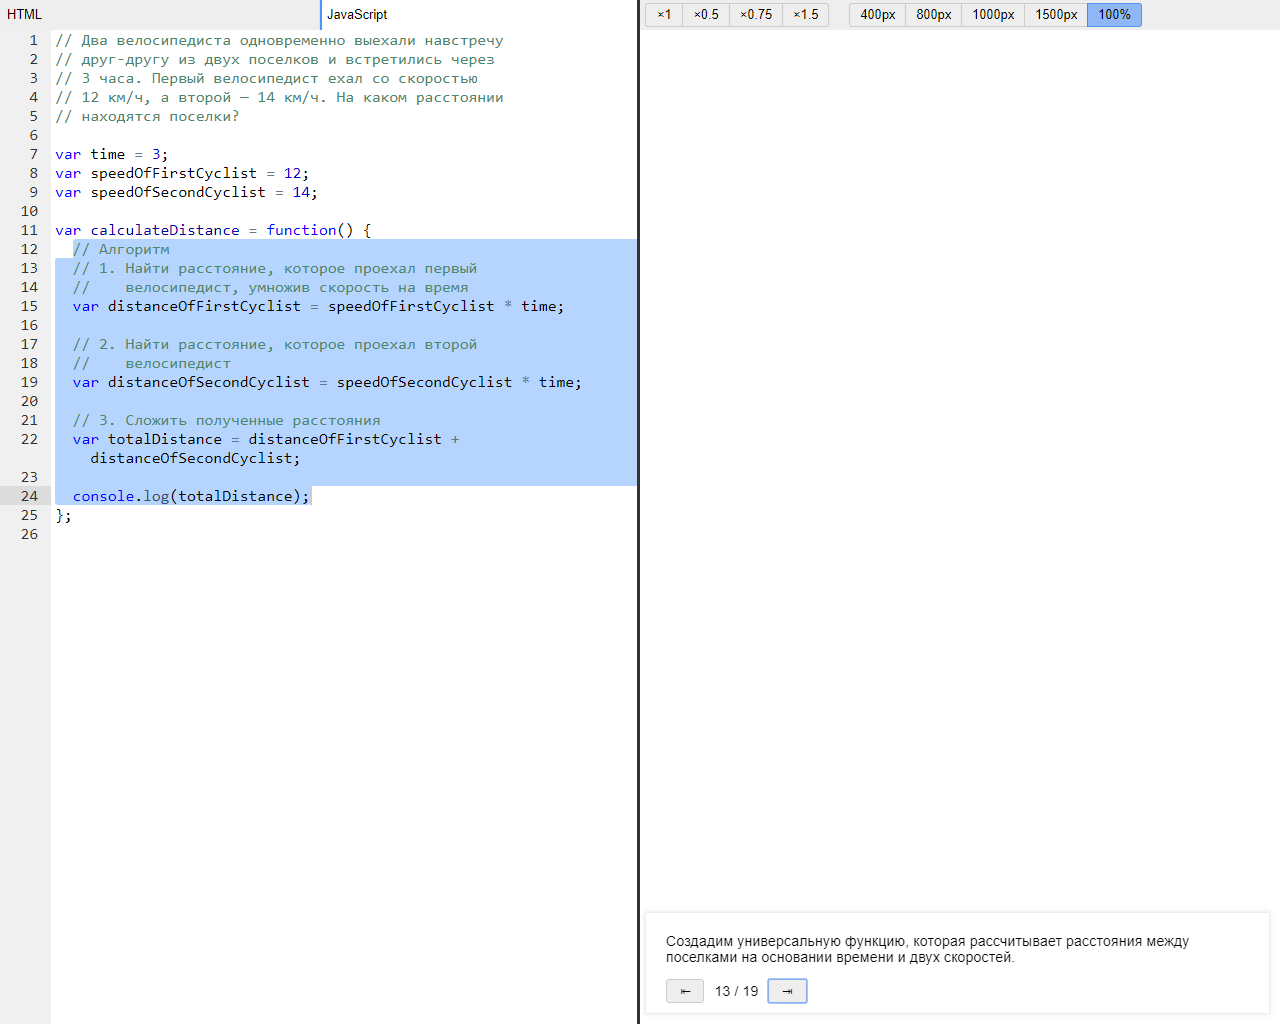 HTML
JavaScript
×1 ×0.5 ×0.75 ×1.5 400px 800px 1000px 1500px 100%
1 // Два велосипедиста одновременно выехали навстречу
2 // друг-другу из двух поселков и встретились через
3 // 3 часа. Первый велосипедист ехал со скоростью
4 // 12 км/ч, а второй — 14 км/ч. На каком расстоянии
5 // находятся поселки?
6
7 var time = 3;
8 var speedOfFirstCyclist = 12;
9 var speedOfSecondCyclist = 14;
10
11 var calculateDistance = function() {
12 // Алгоритм
13 // 1. Найти расстояние, которое проехал первый
14 //    велосипедист, умножив скорость на время
15 var distanceOfFirstCyclist = speedOfFirstCyclist * time;
16
17 // 2. Найти расстояние, которое проехал второй
18 //    велосипедист
19 var distanceOfSecondCyclist = speedOfSecondCyclist * time;
20
21 // 3. Сложить полученные расстояния
22 var totalDistance = distanceOfFirstCyclist +
distanceOfSecondCyclist;
23
24 console.log(totalDistance);
25 };
26
Создадим универсальную функцию, которая рассчитывает расстояния между
поселками на основании времени и двух скоростей.
⇤ 13 / 19 ⇥